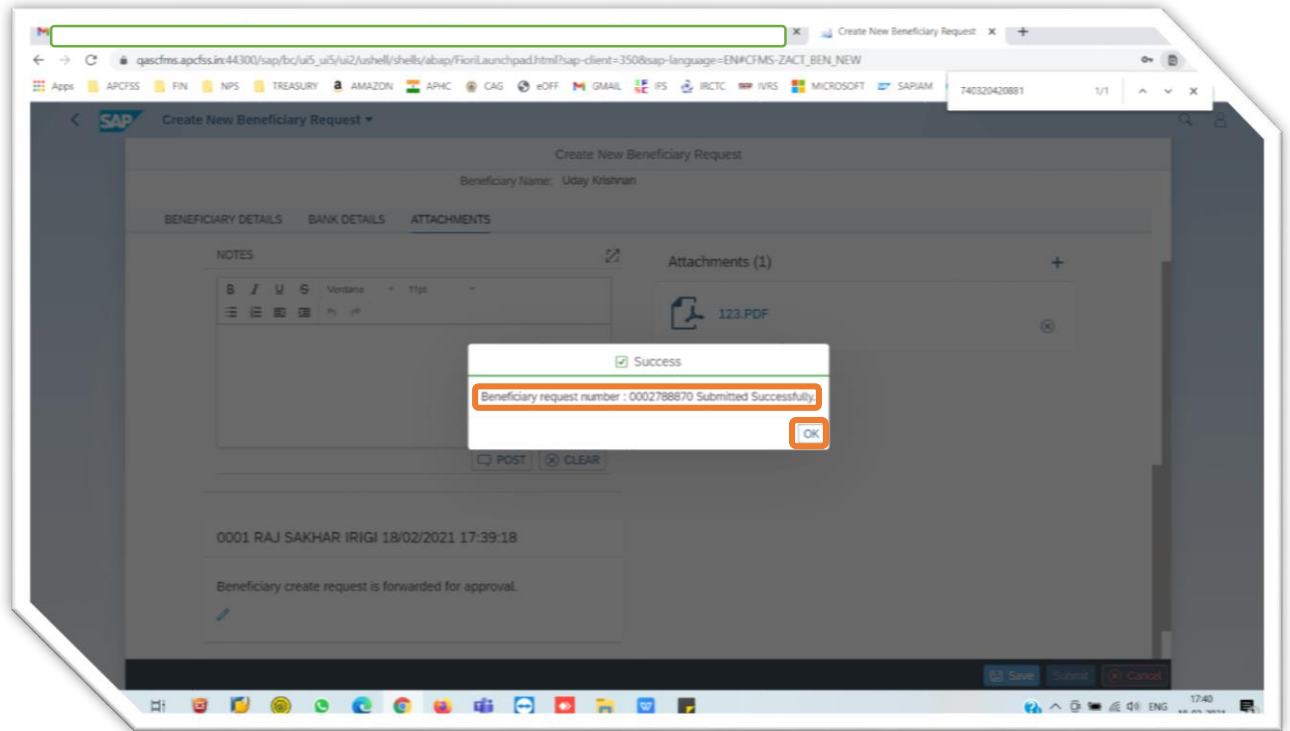 Create New Beneficiary Request
qascfms.apcfss.in:44300/sap/bc/ui5_ui5/ui2/ushell/shells/abap/FioriLaunchpad.html?sap-client=350&sap-language=EN#CFMS-ZACT_BEN_NEW
Apps APCFSS FIN NPS TREASURY AMAZON APHC CAG eOFF GMAIL IFS IRCTC IVRS MICROSOFT SAPJAM
740320420881 1/1
SAP Create New Beneficiary Request
Create New Beneficiary Request
Beneficiary Name: Uday Krishnan
BENEFICIARY DETAILS BANK DETAILS ATTACHMENTS
NOTES
Attachments (1)
B I U S Verdana 11pt
123.PDF
Success
Beneficiary request number : 0002788870 Submitted Successfully.
OK
POST CLEAR
0001 RAJ SAKHAR IRIGI 18/02/2021 17:39:18
Beneficiary create request is forwarded for approval.
Save Submit Cancel
ENG 17:40